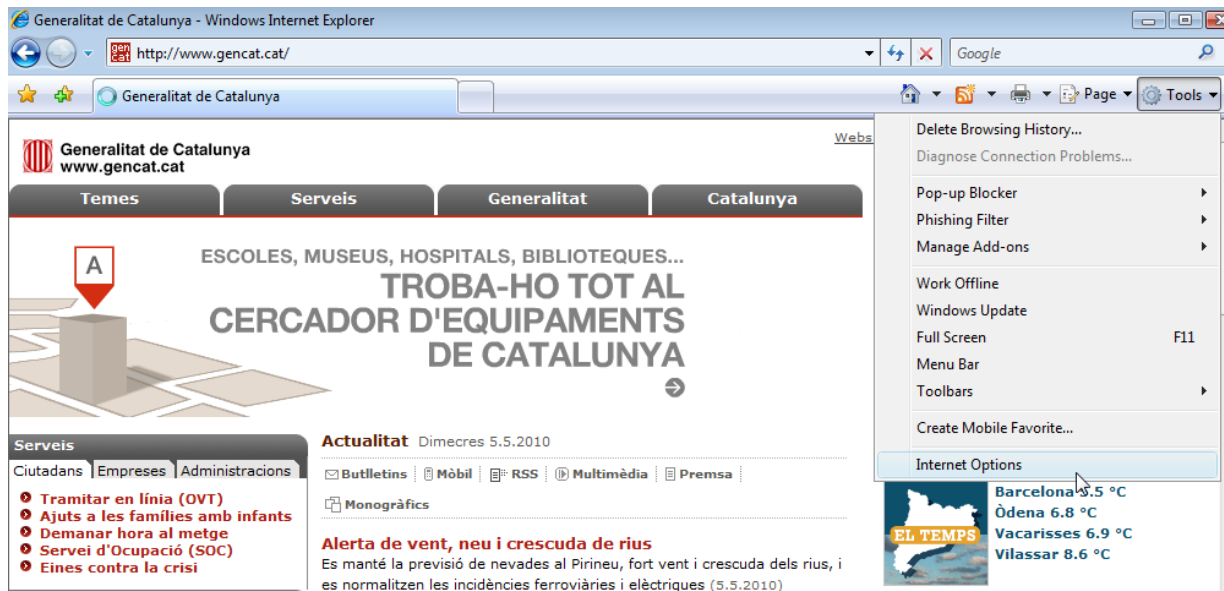 Generalitat de Catalunya - Windows Internet Explorer
gen
cat
http://www.gencat.cat/
Google
Generalitat de Catalunya
Page
Tools
Generalitat de Catalunya
www.gencat.cat
Webs
Temes
Serveis
Generalitat
Catalunya
A
ESCOLES, MUSEUS, HOSPITALS, BIBLIOTEQUES...
TROBA-HO TOT AL
CERCADOR D'EQUIPAMENTS
DE CATALUNYA
Delete Browsing History...
Diagnose Connection Problems...
Pop-up Blocker
Phishing Filter
Manage Add-ons
Work Offline
Windows Update
Full Screen F11
Menu Bar
Toolbars
Create Mobile Favorite...
Internet Options
Serveis
Ciutadans Empreses Administracions
Tramitar en línia (OVT)
Ajuts a les famílies amb infants
Demanar hora al metge
Servei d'Ocupació (SOC)
Eines contra la crisi
Actualitat Dimecres 5.5.2010
Butlletins Mòbil RSS Multimèdia Premsa
Monogràfics
Alerta de vent, neu i crescuda de rius
Es manté la previsió de nevades al Pirineu, fort vent i crescuda dels rius, i
es normalitzen les incidències ferroviàries i elèctriques (5.5.2010)
EL TEMPS
Barcelona .5 °C
Òdena 6.8 °C
Vacarisses 6.9 °C
Vilassar 8.6 °C